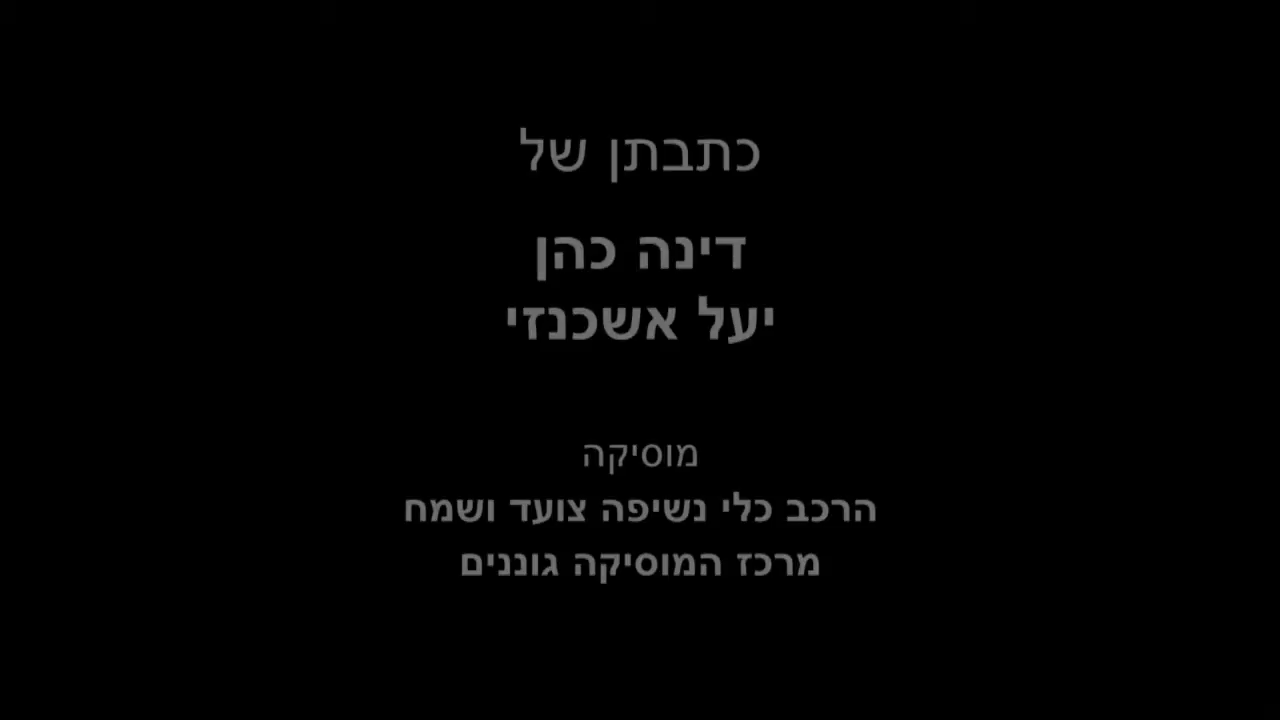 כתבתן של
דינה כהן
יעל אשכנזי
מוסיקה
הרכב כלי נשיפה צועד ושמח
מרכז המוסיקה גוננים